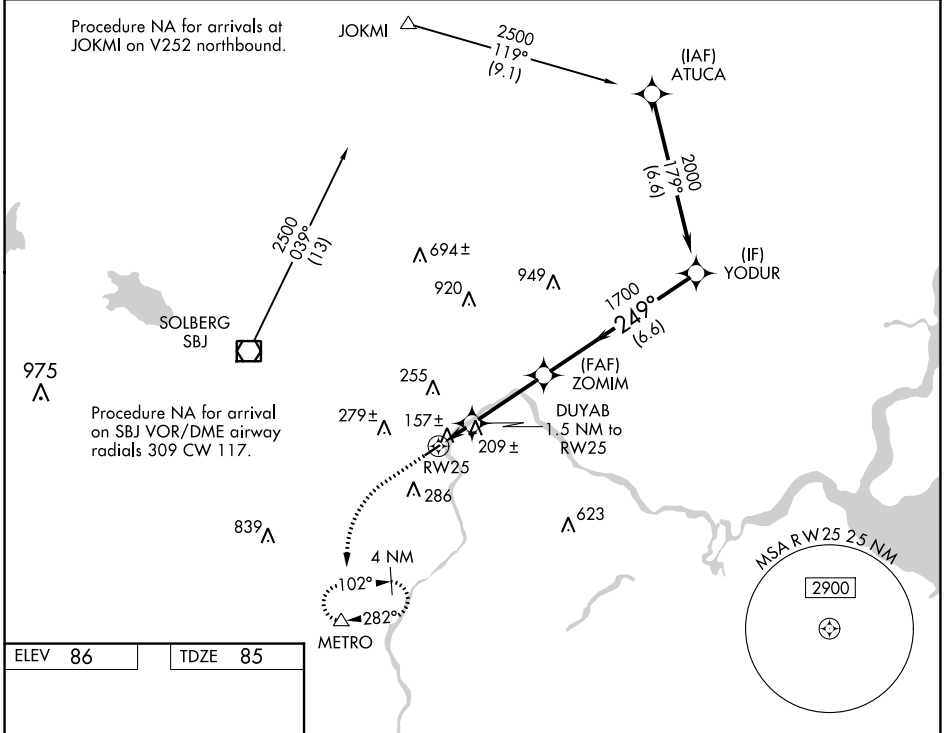 Procedure NA for arrivals at
JOKMI on V252 northbound.
JOKMI
2500
119°
(9.1)
(IAF)
ATUCA
2000
179°
(6.6)
2500
039°
(13)
694 ±
920
949
(IF)
YODUR
1700
249°
(6.6)
SOLBERG
SBJ
975
(FAF)
ZOMIM
255
Procedure NA for arrival
on SBJ VOR/DME airway
radials 309 CW 117.
279 ±
157 ±
DUYAB
1.5 NM to
RW25
209 ±
RW25
286
623
839
4 NM
102°
282°
METRO
MSA RW25 25 NM
2900
ELEV 86
TDZE 85